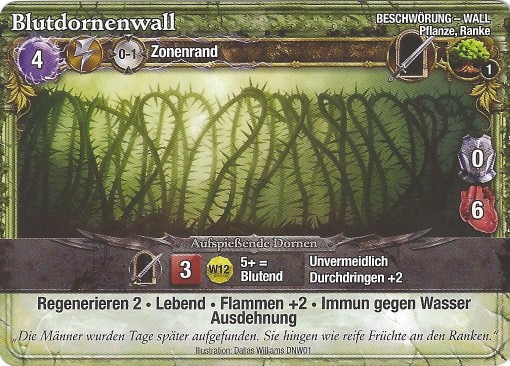 Blutdornenwall
BESCHWÖRUNG – WALL
Pflanze, Ranke
4
0-1
Zonenrand
1
0
6
Aufspießende Dornen
3
W12
5+ =
Blutend
Unvermeidlich
Durchdringen +2
Regenerieren 2 • Lebend • Flammen +2 • Immun gegen Wasser
Ausdehnung
„Die Männer wurden Tage später aufgefunden. Sie hingen wie reife Früchte an den Ranken.“
Illustration: Dallas Williams DNW01